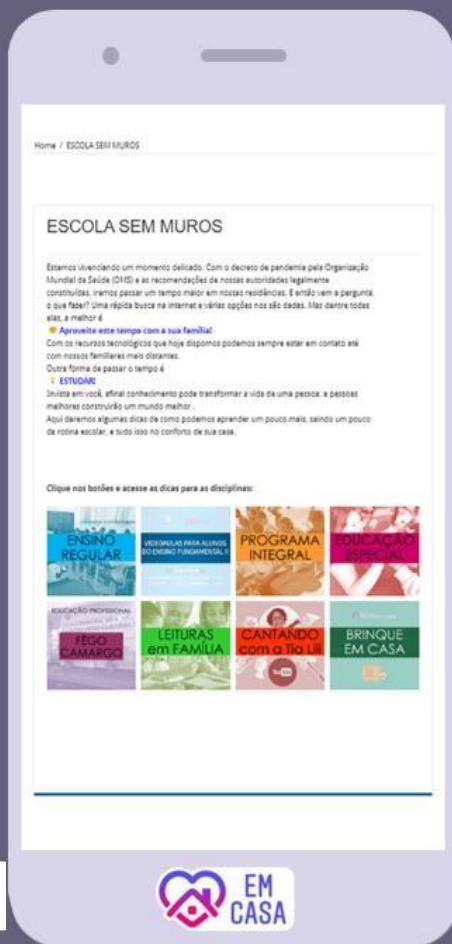 Home / ESCOLA SEM MUROS
ESCOLA SEM MUROS
Estamos vivenciando um momento delicado. Com o decreto de pandemia pela Organização
Mundial da Saúde (OMS) e as recomendações de nossas autoridades legalmente
constituídas, iremos passar um tempo maior em nossas residências. E então vem a pergunta,
o que fazer? Uma rápida busca na internet e várias opções nos são dadas. Mas dentre todas
elas, a melhor é
Aproveite este tempo com a sua família!
Com os recursos tecnológicos que hoje dispomos podemos sempre estar em contato até
com nossos familiares mais distantes.
Outra forma de passar o tempo é
ESTUDAR!
Invista em você, afinal conhecimento pode transformar a vida de uma pessoa, e pessoas
melhores construirão um mundo melhor .
Aqui daremos algumas dicas de como podemos aprender um pouco mais, saindo um pouco
da rotina escolar, e tudo isso no conforto de sua casa.
Clique nos botões e acesse as dicas para as disciplinas:
ENSINO
REGULAR
VIDEOAULAS PARA ALUNOS
DO ENSINO FUNDAMENTAL II
PROGRAMA
INTEGRAL
EDUCAÇÃO
ESPECIAL
EDUCAÇÃO PROFISSIONAL
FÊGO
CAMARGO
LEITURAS
em FAMÍLIA
CANTANDO
com a Tia Lili
BRINQUE
EM CASA
EM
CASA